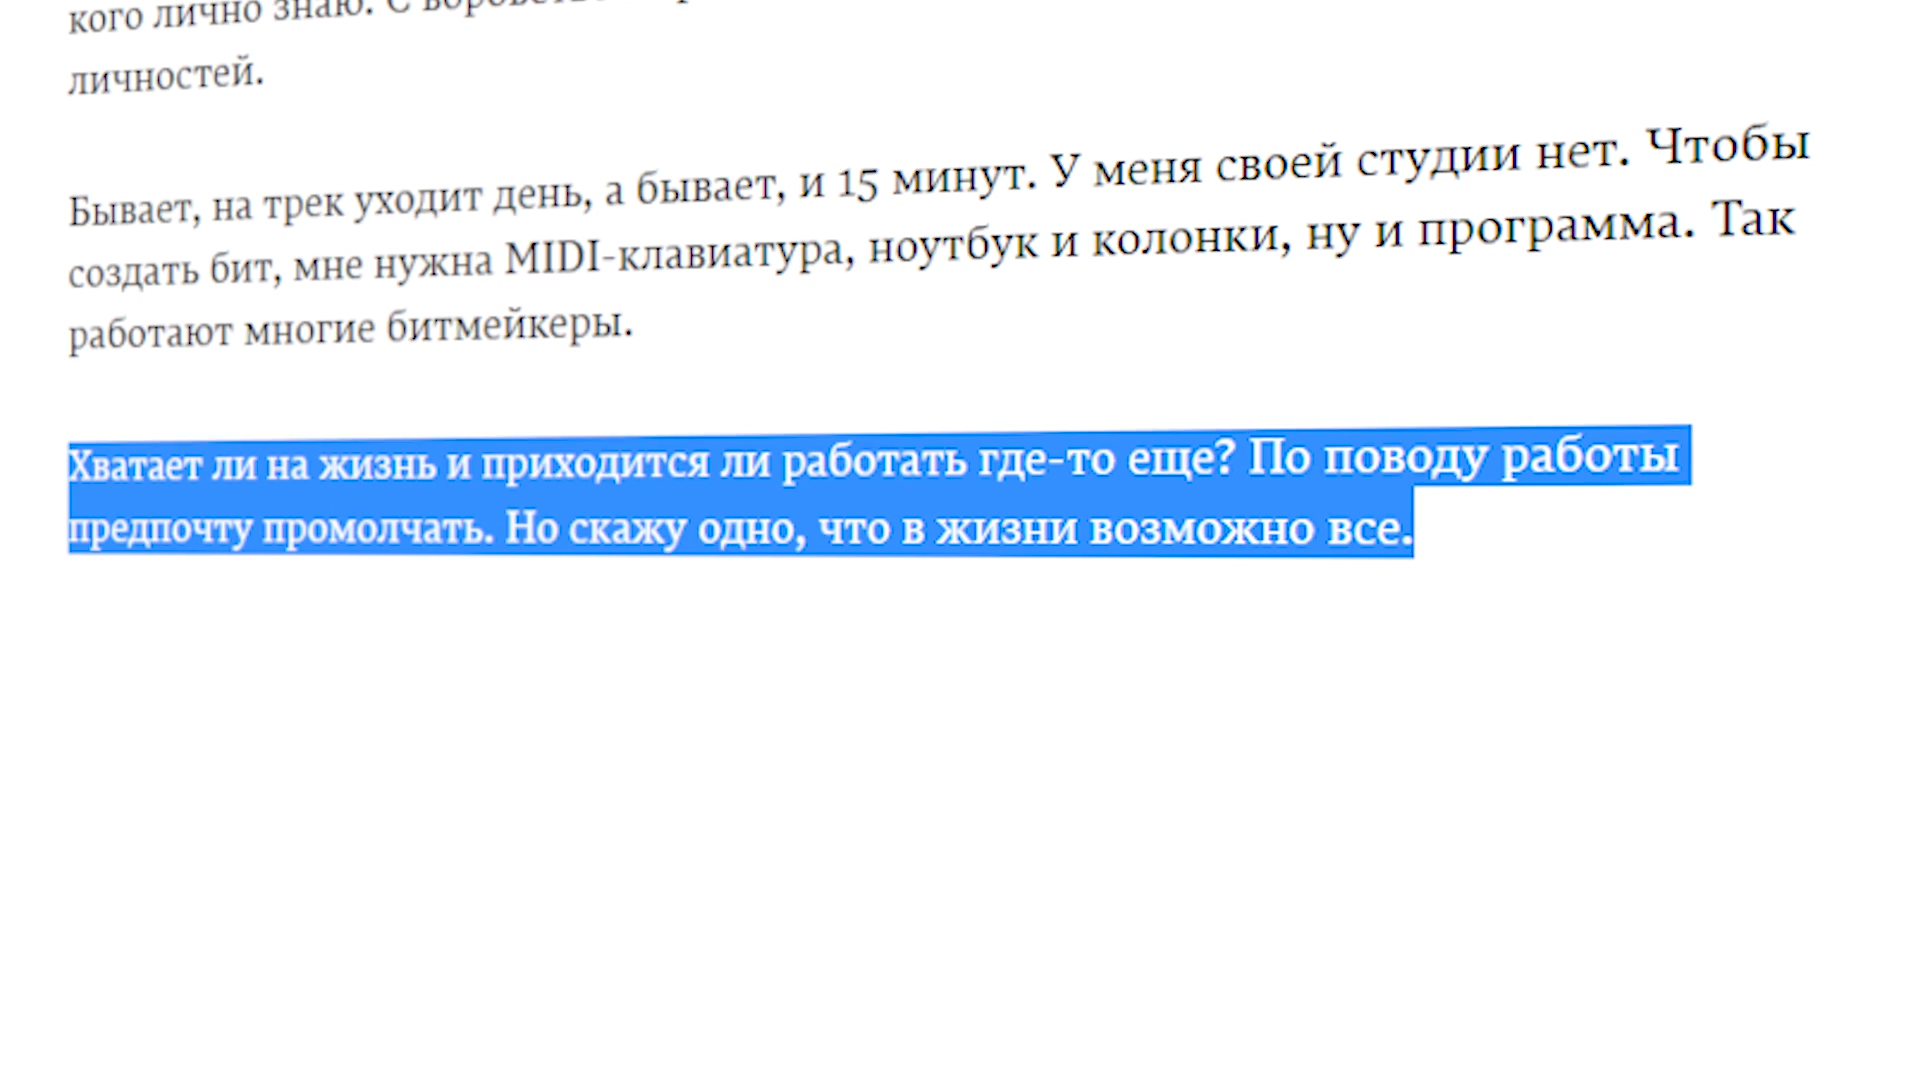 кого лично знаю. С
личностей.
Бывает, на трек уходит день, а бывает, и 15 минут. У меня своей студии нет. Чтобы
создать бит, мне нужна MIDI-клавиатура, ноутбук и колонки, ну и программа. Так
работают многие битмейкеры.
Хватает ли на жизнь и приходится ли работать где-то еще? По поводу работы
предпочту промолчать. Но скажу одно, что в жизни возможно все.